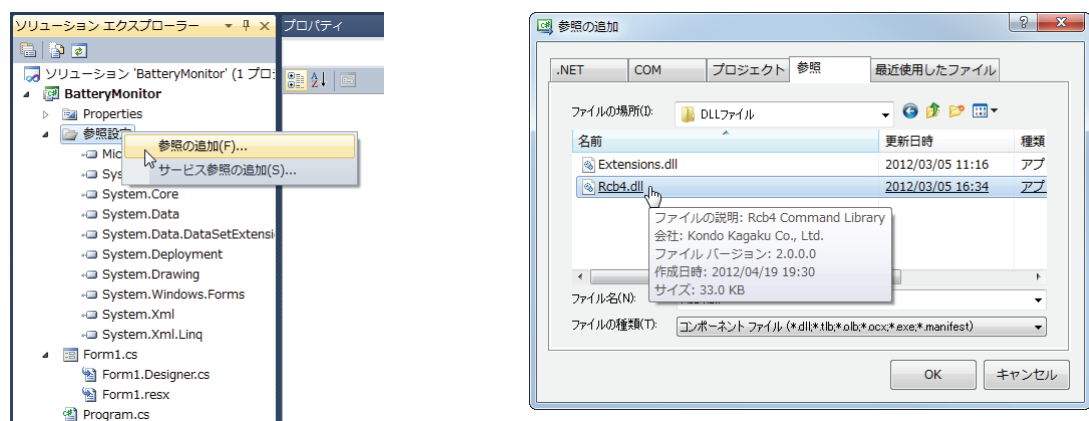 ソリューション エクスプローラー
ソリューション 'BatteryMonitor' (1 プロ
BatteryMonitor
Properties
参照設定
参照の追加(F)...
サービス参照の追加(S)...
Mic
Sys
System.Core
System.Data
System.Data.DataSetExtensi
System.Deployment
System.Drawing
System.Windows.Forms
System.Xml
System.Xml.Linq
Form1.cs
Form1.Designer.cs
Form1.resx
Program.cs
プロパティ
参照の追加
.NET
COM
プロジェクト
参照
最近使用したファイル
ファイルの場所(I):
DLLファイル
名前 更新日時 種類
Extensions.dll 2012/03/05 11:16 アプ
Rcb4.dll 2012/03/05 16:34 アプ
ファイルの説明: Rcb4 Command Library
会社: Kondo Kagaku Co., Ltd.
ファイル バージョン: 2.0.0.0
作成日時: 2012/04/19 19:30
サイズ: 33.0 KB
ファイル名(N):
ファイルの種類(T):
コンポーネント ファイル (*.dll;*.tlb;*.olb;*.ocx;*.exe;*.manifest)
OK
キャンセル